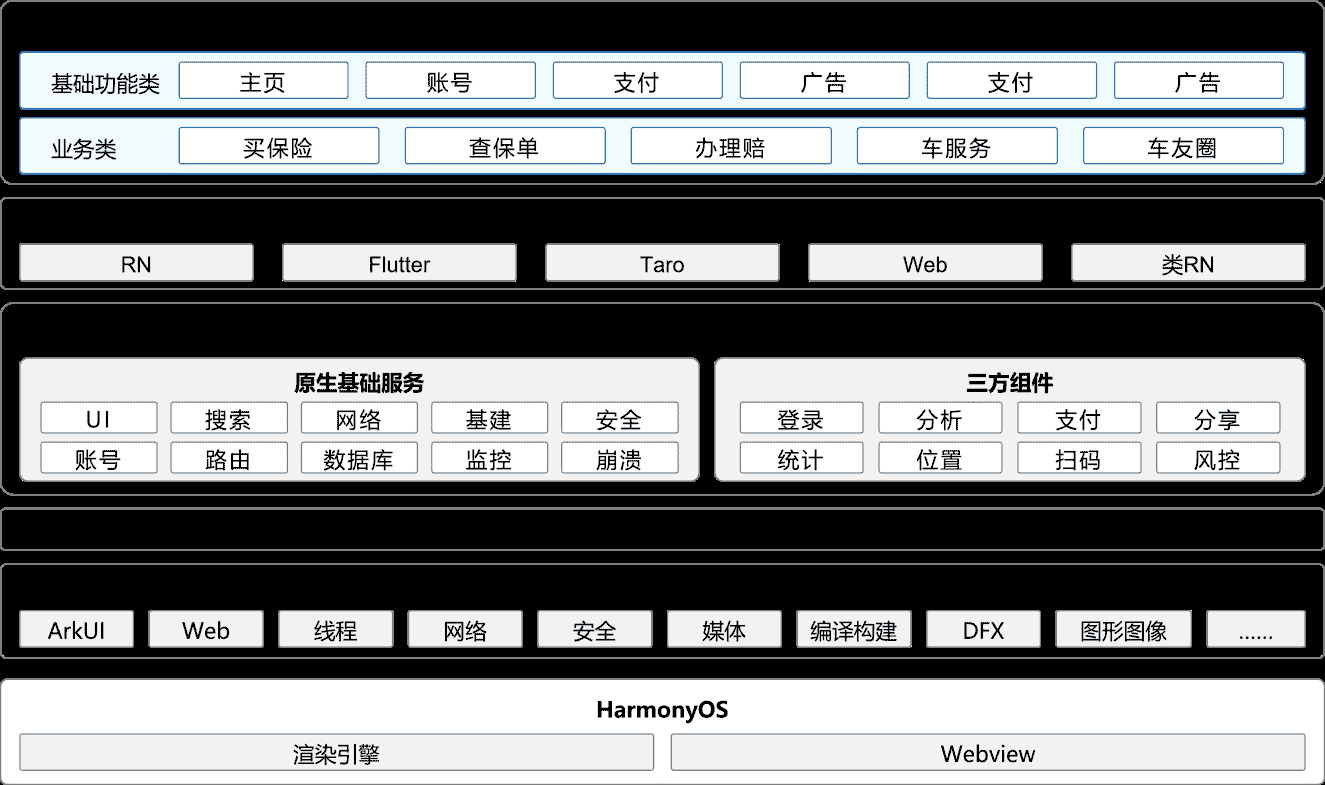 基础功能类 主页 账号 支付 广告 支付 广告
业务类 买保险 查保单 办理赔 车服务 车友圈
RN Flutter Taro Web 类RN
原生基础服务
UI 搜索 网络 基建 安全
账号 路由 数据库 监控 崩溃
三方组件
登录 分析 支付 分享
统计 位置 扫码 风控
ArkUI Web 线程 网络 安全 媒体 编译构建 DFX 图形图像 ......
HarmonyOS
渲染引擎 Webview